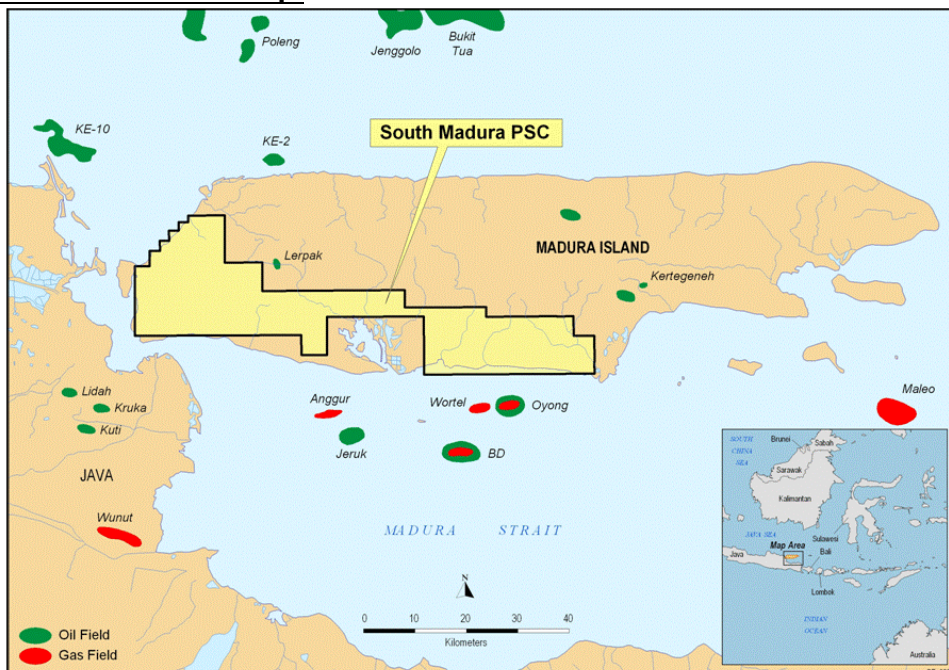 Poleng
Jenggolo
Bukit
Tua
KE-10
KE-2
South Madura PSC
MADURA ISLAND
Lerpak
Kertegeneh
Lidah
Kruka
Kuti
Anggur
Wortel
Oyong
Maleo
Jeruk
BD
JAVA
Wunut
MADURA STRAIT
N
0 10 20 30 40
Kilometers
Oil Field
Gas Field
SOUTH
CHINA
SEA
Brunei
Sabah
Sarawak
Kalimantan
Sulawesi
JAVA SEA
Map Area
Java
Bali
Lombok
INDIAN
OCEAN
Australia